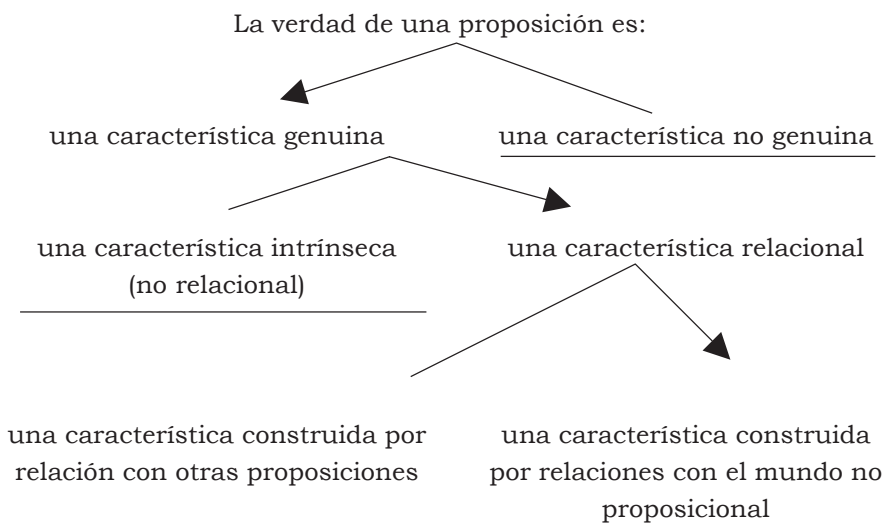 La verdad de una proposición es:
una característica genuina
una característica no genuina
una característica intrínseca
(no relacional)
una característica relacional
una característica construida por
relación con otras proposiciones
una característica construida
por relaciones con el mundo no
proposicional